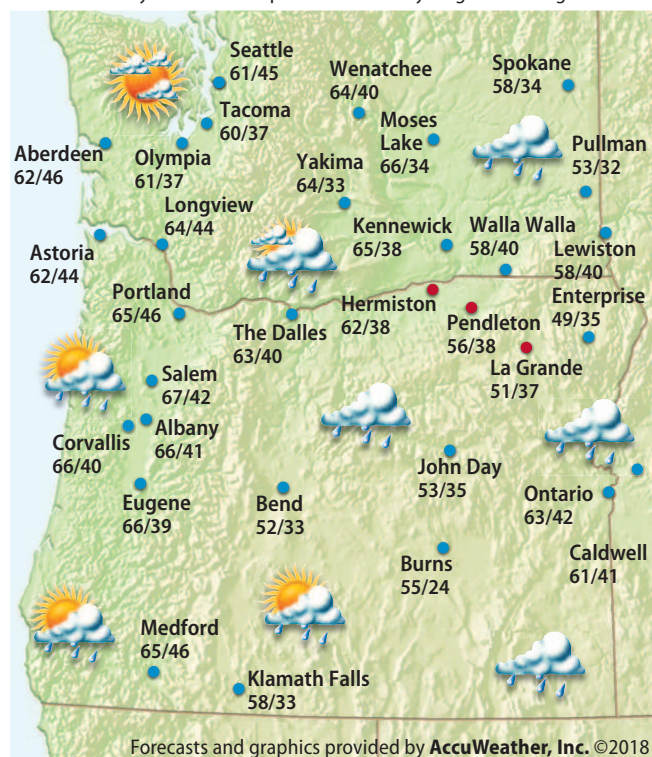 Seattle
61/45
Wenatchee
64/40
Spokane
58/34
Tacoma
60/37
Moses
Lake
66/34
Pullman
53/32
Aberdeen
62/46
Olympia
61/37
Yakima
64/33
Longview
64/44
Kennewick
65/38
Walla Walla
58/40
Lewiston
58/40
Astoria
62/44
Portland
65/46
The Dalles
63/40
Hermiston
62/38
Pendleton
56/38
Enterprise
49/35
La Grande
51/37
Salem
67/42
Albany
66/41
Corvallis
66/40
Eugene
66/39
Bend
52/33
John Day
53/35
Ontario
63/42
Caldwell
61/41
Burns
55/24
Medford
65/46
Klamath Falls
58/33
Forecasts and graphics provided by AccuWeather, Inc. ©2018